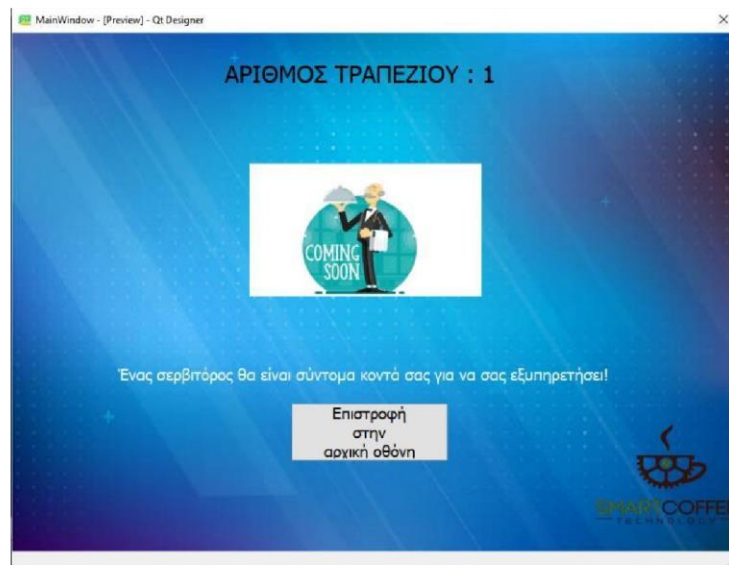 MainWindow - [Preview] - Qt Designer
ΑΡΙΘΜΟΣ ΤΡΑΠΕΖΙΟΥ : 1
COMING
SOON
Ένας σερβιτόρος θα είναι σύντομα κοντά σας για να σας εξυπηρετήσει!
Επιστροφή
στην
αρχική οθόνη
SMARTCOFFEE
TECHNOLOGY